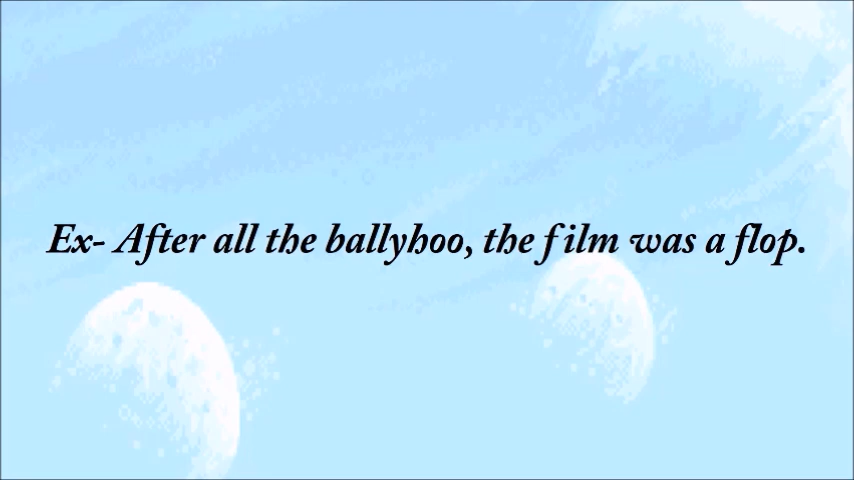 Ex- After all the ballyhoo, the film was a flop.